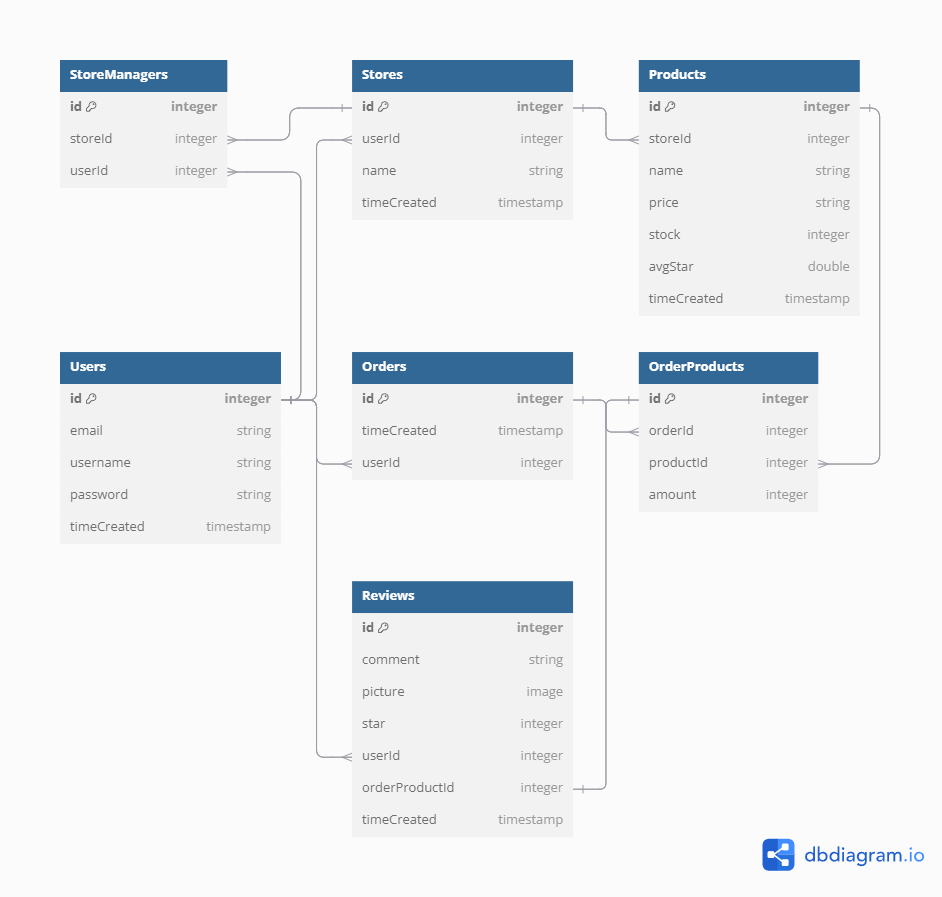 StoreManagers
id integer
storeId integer
userId integer
Stores
id integer
userId integer
name string
timeCreated timestamp
Products
id integer
storeId integer
name string
price string
stock integer
avgStar double
timeCreated timestamp
Users
id integer
email string
username string
password string
timeCreated timestamp
Orders
id integer
timeCreated timestamp
userId integer
OrderProducts
id integer
orderId integer
productId integer
amount integer
Reviews
id integer
comment string
picture image
star integer
userId integer
orderProductId integer
timeCreated timestamp
dbdiagram.io